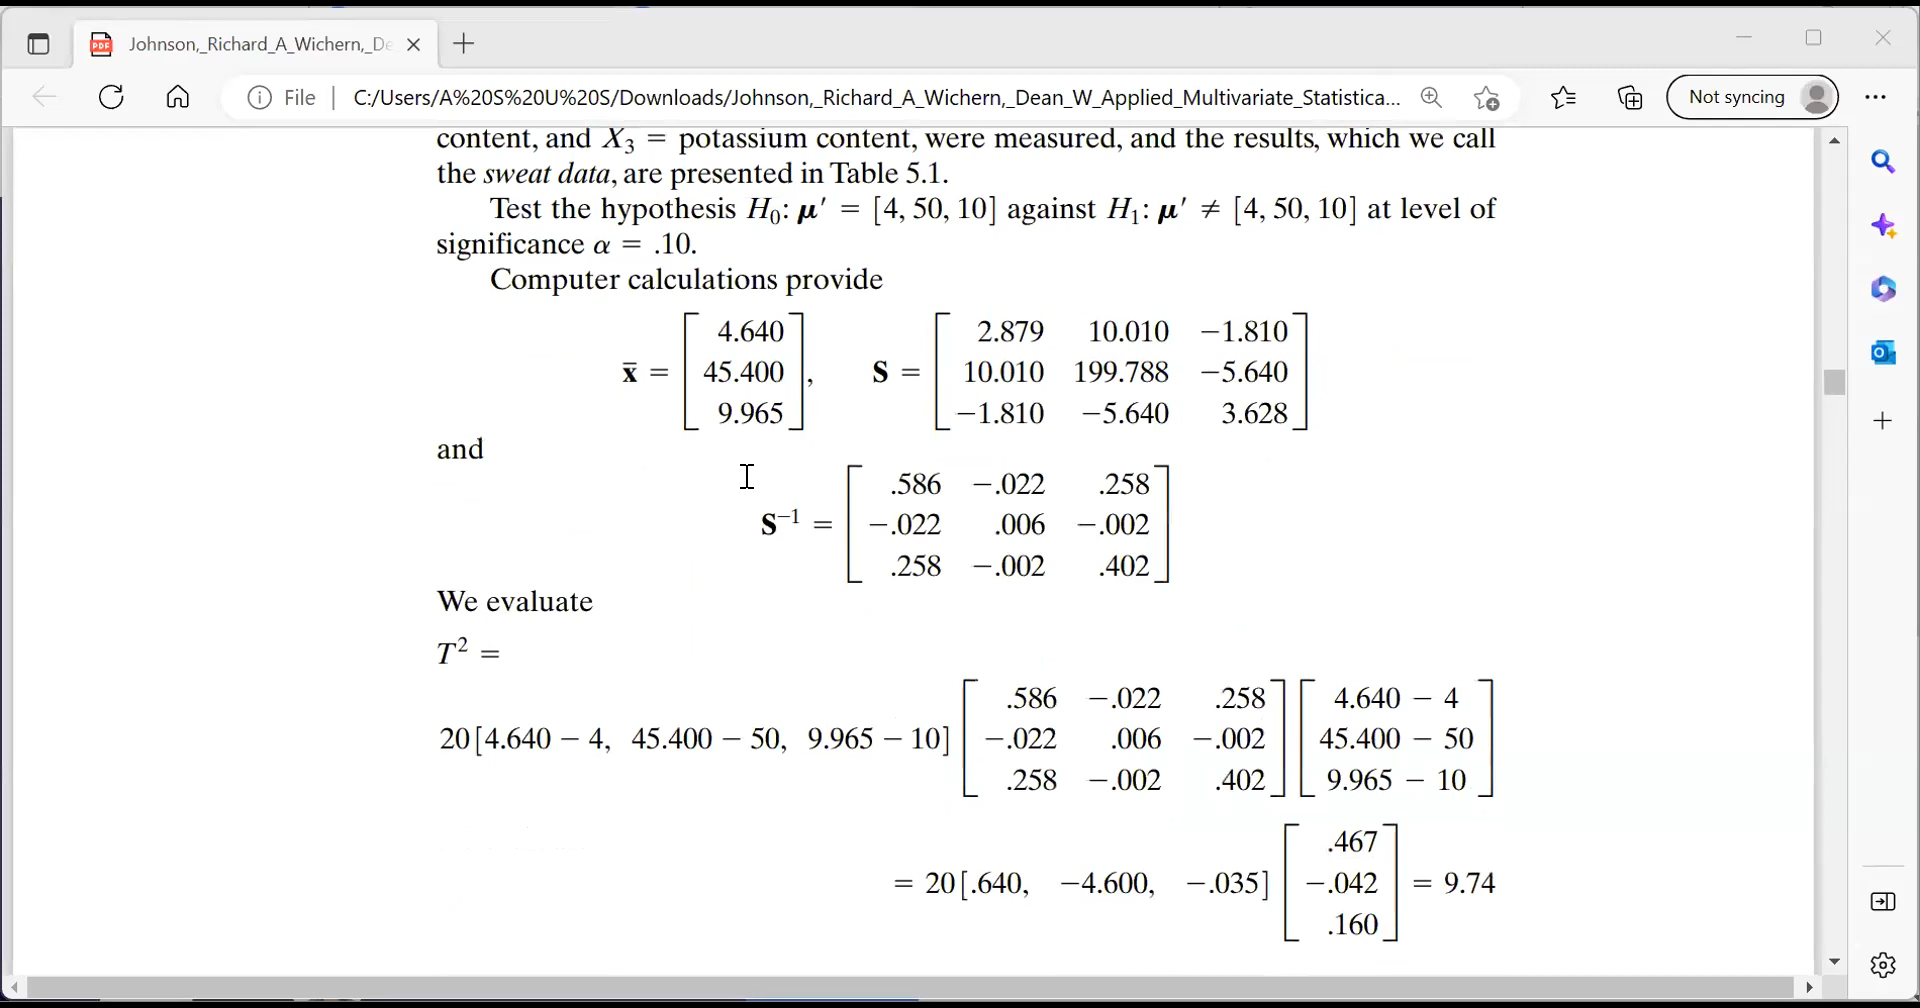 Johnson,_Richard_A_Wichern,_De
File
C:/Users/A%20S%20U%20S/Downloads/Johnson,_Richard_A_Wichern,_Dean_W_Applied_Multivariate_Statistica...
Not syncing
content, and X₃ = potassium content, were measured, and the results, which we call
the sweat data, are presented in Table 5.1.
Test the hypothesis H₀: μ′ = [4, 50, 10] against H₁: μ′ ≠ [4, 50, 10] at level of
significance α = .10.
Computer calculations provide
x̄ = [4.640 45.400 9.965], S = [2.879 10.010 −1.810
10.010 199.788 −5.640
−1.810 −5.640 3.628]
and
S⁻¹ = [.586 −.022 .258
−.022 .006 −.002
.258 −.002 .402]
We evaluate
T² =
20[4.640 − 4, 45.400 − 50, 9.965 − 10] [.586 −.022 .258
−.022 .006 −.002
.258 −.002 .402] [4.640 − 4
45.400 − 50
9.965 − 10]
= 20[.640, −4.600, −.035] [.467
−.042
.160] = 9.74